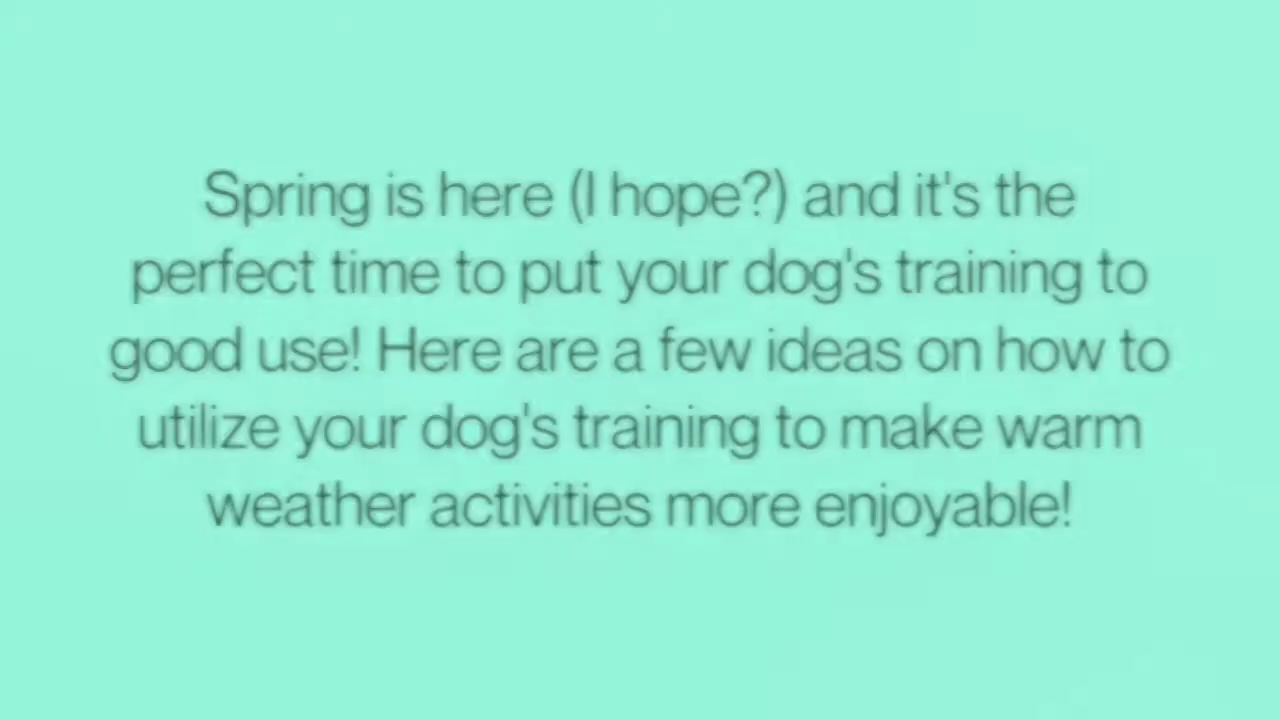 Spring is here (I hope?) and it's the
perfect time to put your dog's training to
good use! Here are a few ideas on how to
utilize your dog's training to make warm
weather activities more enjoyable!